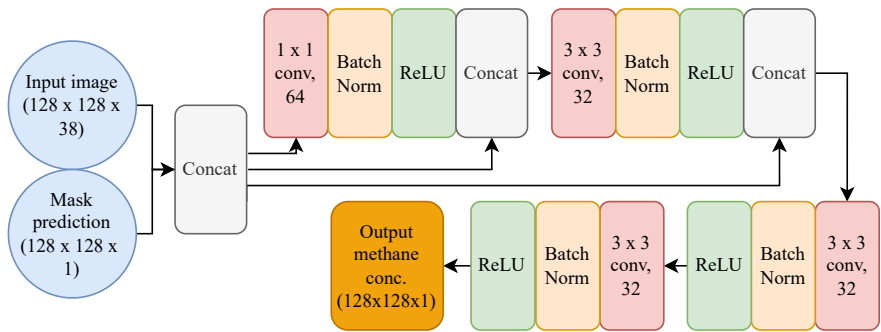 Input image
(128 x 128 x
38)
Mask
prediction
(128 x 128 x
1)
Concat
1 x 1
conv,
64
Batch
Norm
ReLU
Concat
3 x 3
conv,
32
Batch
Norm
ReLU
Concat
3 x 3
conv,
32
Batch
Norm
ReLU
3 x 3
conv,
32
Batch
Norm
ReLU
Output
methane
conc.
(128x128x1)